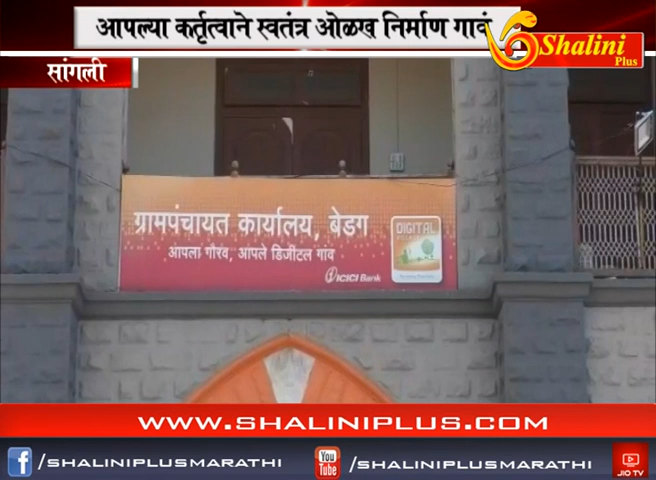 आपल्या कर्तृत्वाने स्वतंत्र ओळख निर्माण गावं
Shalini Plus
सांगली
ग्रामपंचायत कार्यालय, बेडग
आपला गौरव, आपले डिजीटल गांव
ICICI Bank
DIGITAL
WWW.SHALINIPLUS.COM
f /SHALINIPLUSMARATHI
You Tube /SHALINIPLUSMARATHI
JIO TV